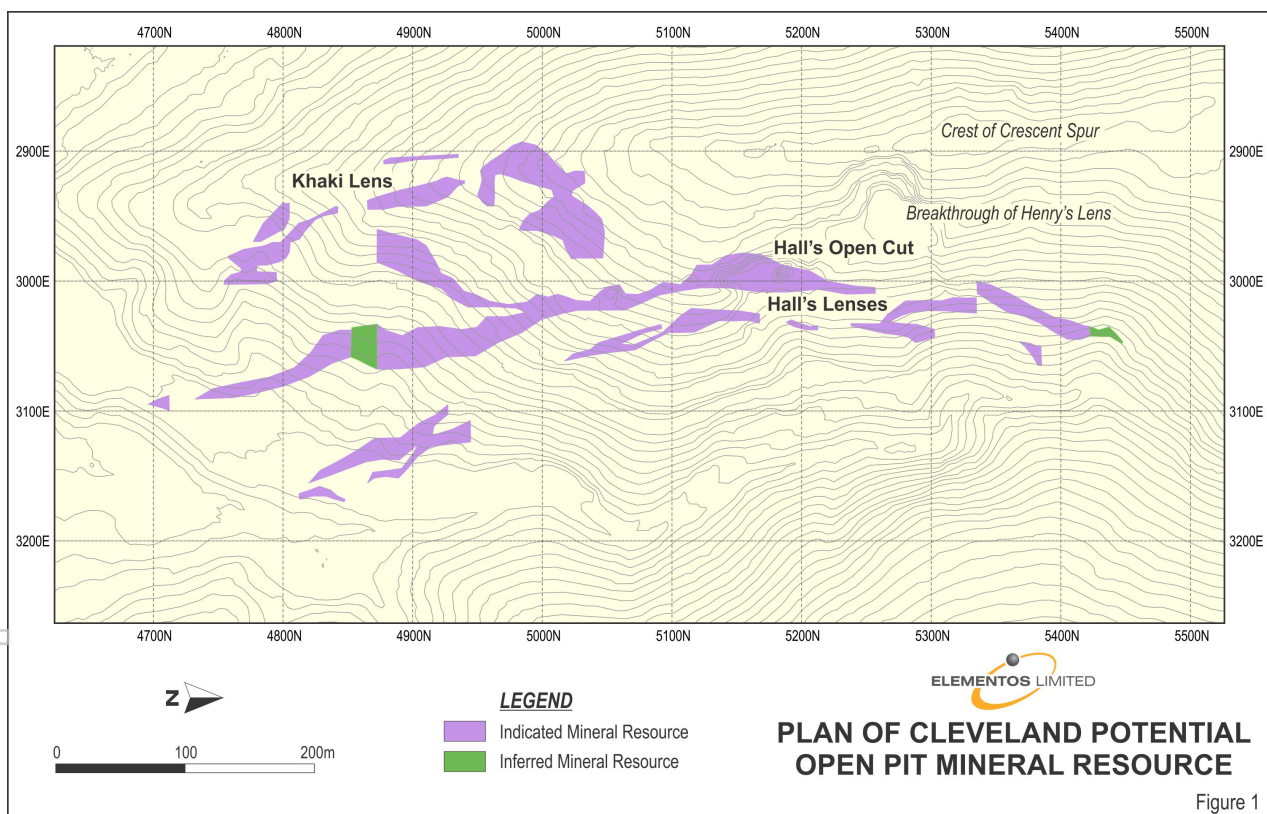 4700N 4800N 4900N 5000N 5100N 5200N 5300N 5400N 5500N
Crest of Crescent Spur
2900E 2900E
Khaki Lens
Breakthrough of Henry's Lens
Hall's Open Cut
3000E 3000E
Hall's Lenses
3100E 3100E
3200E 3200E
4700N 4800N 4900N 5000N 5100N 5200N 5300N 5400N 5500N
ELEMENTOS LIMITED
Z
LEGEND
Indicated Mineral Resource
Inferred Mineral Resource
0 100 200m
PLAN OF CLEVELAND POTENTIAL
OPEN PIT MINERAL RESOURCE
Figure 1